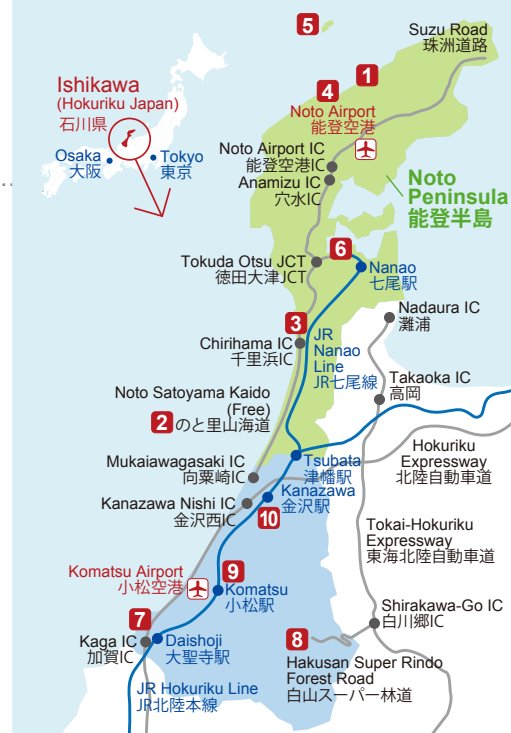 5
Suzu Road
珠洲道路
1
4
Ishikawa
(Hokuriku Japan)
石川県
Noto Airport
能登空港
Osaka
大阪
Tokyo
東京
Noto Airport IC
能登空港IC
Anamizu IC
穴水IC
Noto
Peninsula
能登半島
6
Tokuda Otsu JCT
徳田大津JCT
Nanao
七尾駅
Nadaura IC
灘浦
3
Chirihama IC
千里浜IC
JR
Nanao
Line
JR七尾線
Takaoka IC
高岡
Noto Satoyama Kaido
(Free)
2 のと里山海道
Mukaiawagasaki IC
向粟崎IC
Tsubata
津幡駅
Hokuriku
Expressway
北陸自動車道
Kanazawa Nishi IC
金沢西IC
Kanazawa
金沢駅
10
Tokai-Hokuriku
Expressway
東海北陸自動車道
Komatsu Airport
小松空港
9
Komatsu
小松駅
Shirakawa-Go IC
白川郷IC
7
Kaga IC
加賀IC
Daishoji
大聖寺駅
8
Hakusan Super Rindo
Forest Road
白山スーパー林道
JR Hokuriku Line
JR北陸本線